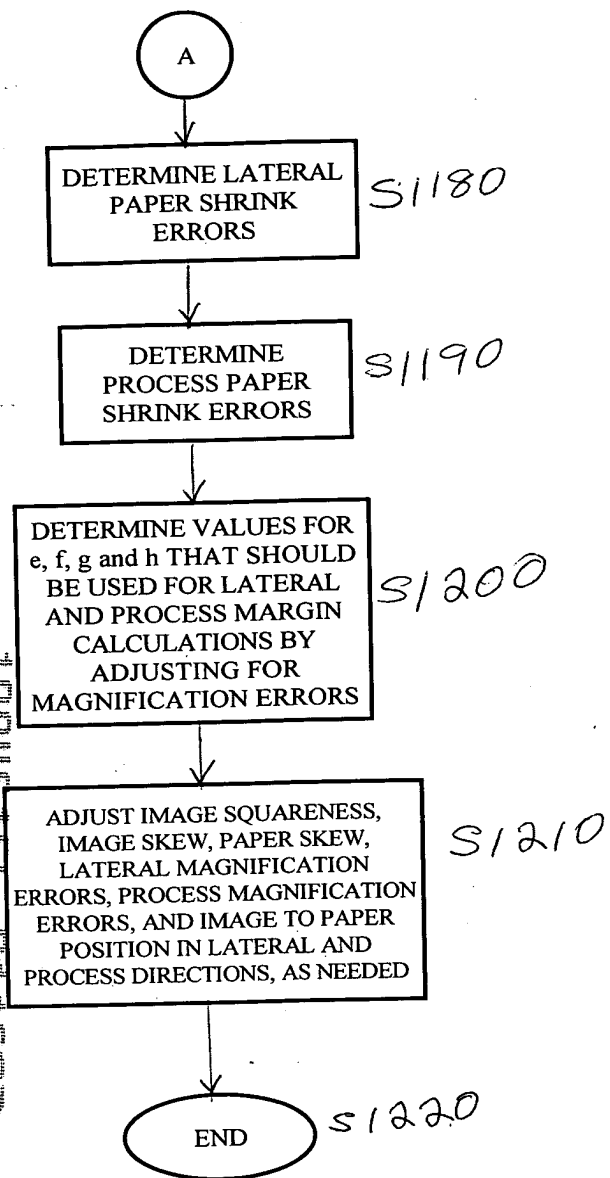 A
DETERMINE LATERAL
PAPER SHRINK
ERRORS
S1180
DETERMINE
PROCESS PAPER
SHRINK ERRORS
S1190
DETERMINE VALUES FOR
e, f, g and h THAT SHOULD
BE USED FOR LATERAL
AND PROCESS MARGIN
CALCULATIONS BY
ADJUSTING FOR
MAGNIFICATION ERRORS
S1200
ADJUST IMAGE SQUARENESS,
IMAGE SKEW, PAPER SKEW,
LATERAL MAGNIFICATION
ERRORS, PROCESS MAGNIFICATION
ERRORS, AND IMAGE TO PAPER
POSITION IN LATERAL AND
PROCESS DIRECTIONS, AS NEEDED
S1210
END
S1220